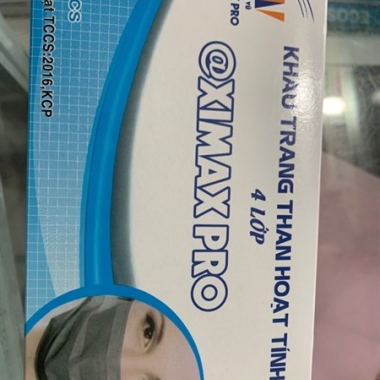 PRO
KHẨU TRANG THAN HOẠT TÍNH
4 LỚP
@XIMAX PRO
TCCS:2016,KCP